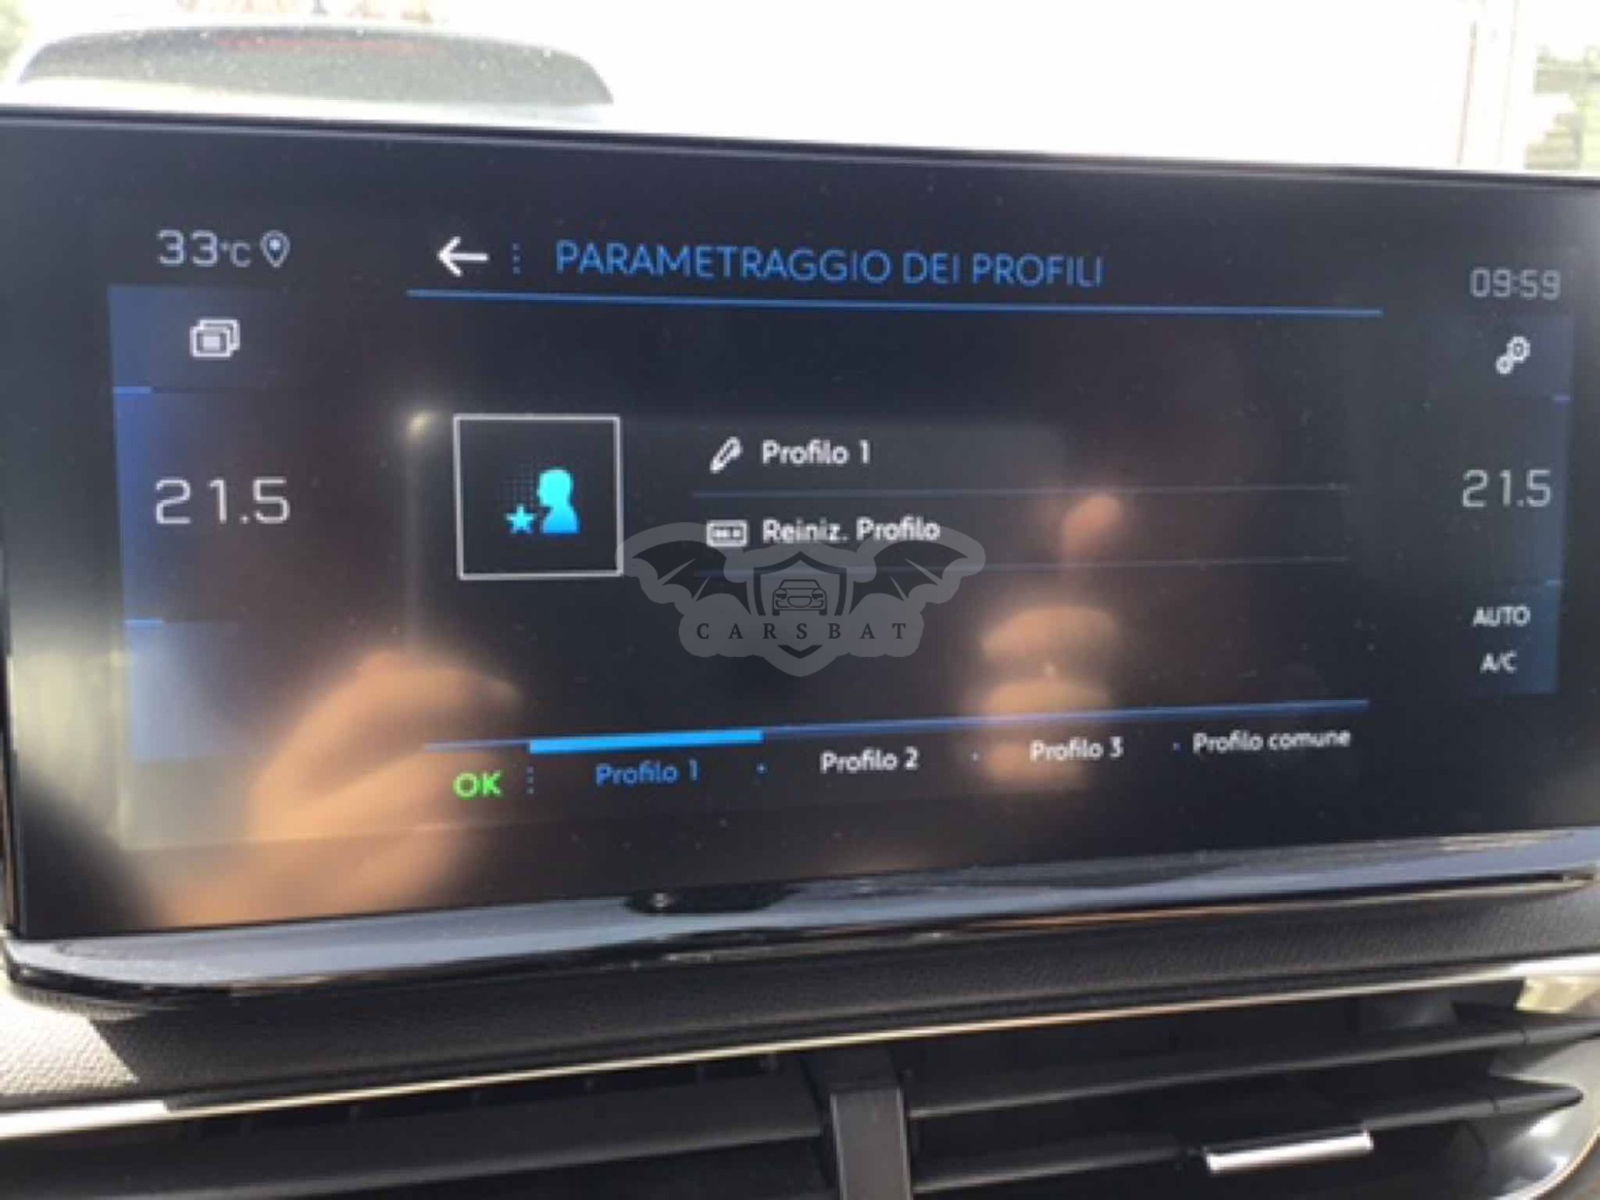 33°C
PARAMETRAGGIO DEI PROFILI
09:59
21.5
Profilo 1
Reiniz. Profilo
21.5
AUTO
A/C
CARSBAT
OK Profilo 1 Profilo 2 Profilo 3 Profilo comune